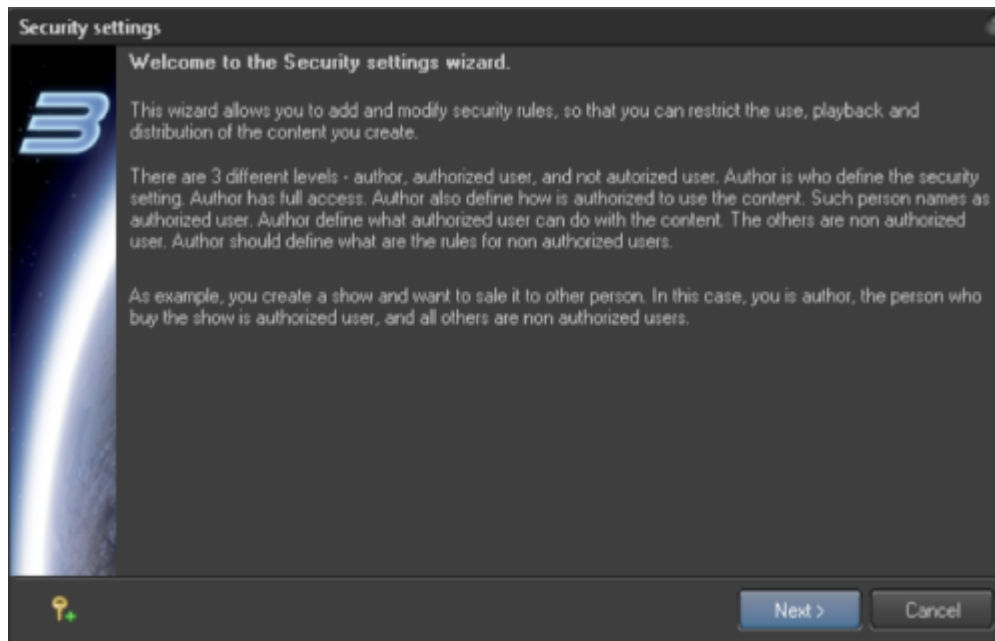 Security settings
Welcome to the Security settings wizard.
This wizard allows you to add and modify security rules, so that you can restrict the use, playback and
distribution of the content you create.
There are 3 different levels - author, authorized user, and not autorized user. Author is who define the security
setting. Author has full access. Author also define how is authorized to use the content. Such person names as
authorized user. Author define what authorized user can do with the content. The others are non authorized
user. Author should define what are the rules for non authorized users.
As example, you create a show and want to sale it to other person. In this case, you is author, the person who
buy the show is authorized user, and all others are non authorized users.
3
Next >
Cancel